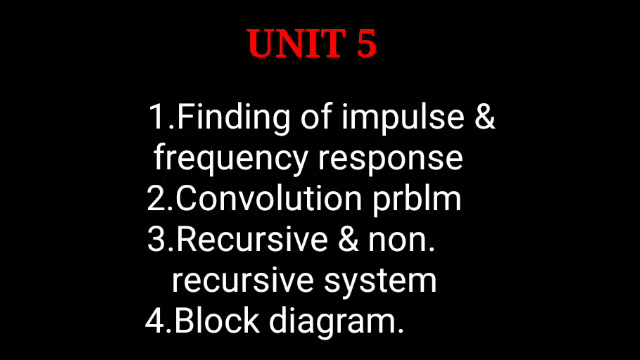 UNIT 5
1.Finding of impulse &
frequency response
2.Convolution prblm
3.Recursive & non.
recursive system
4.Block diagram.